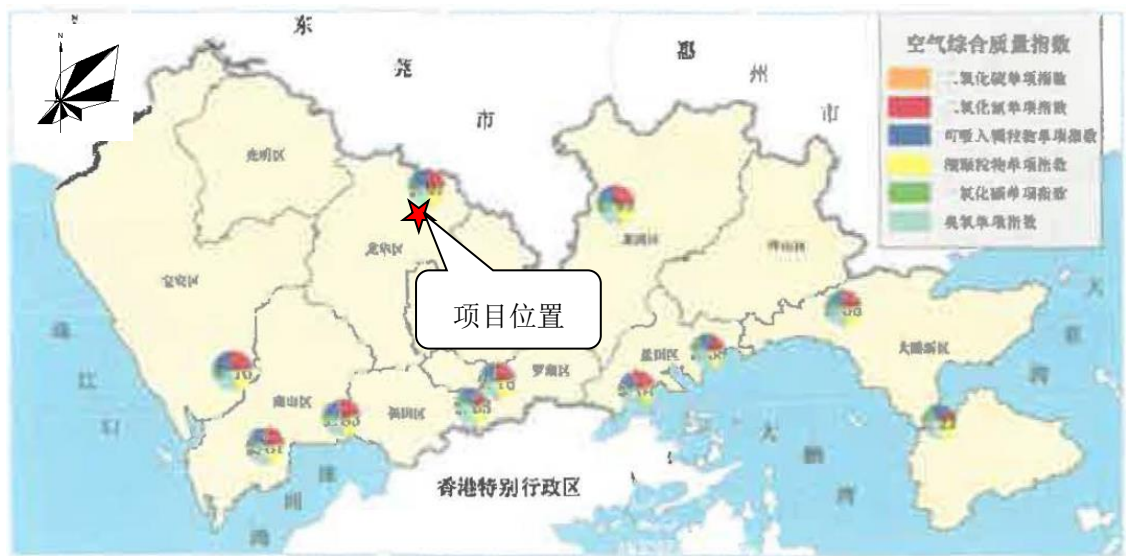 N
N
东
莞
市
惠
州
市
空气综合质量指数
二氧化硫单项指数
二氧化氮单项指数
可吸入颗粒物单项指数
细颗粒物单项指数
一氧化碳单项指数
臭氧单项指数
光明区
龙华区
龙岗区
坪山区
宝安区
项目位置
盐田区
大鹏新区
罗湖区
南山区
福田区
珠
江
口
深
圳
湾
大
鹏
湾
大
亚
湾
香港特别行政区